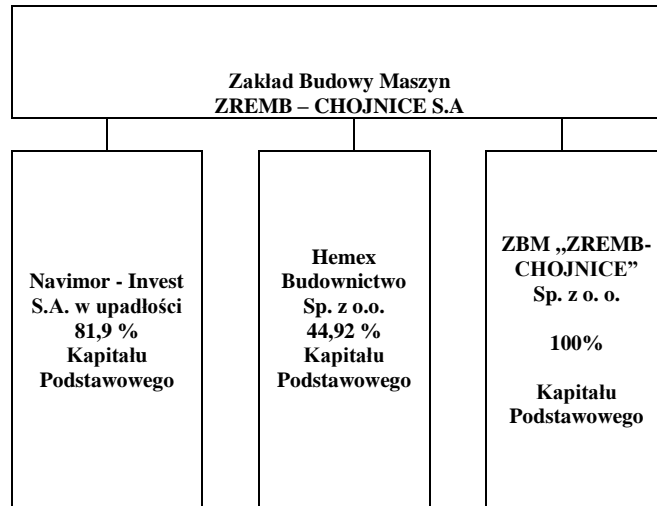 Zakład Budowy Maszyn
ZREMB – CHOJNICE S.A
Navimor - Invest
S.A. w upadłości
81,9 %
Kapitału
Podstawowego
Hemex
Budownictwo
Sp. z o.o.
44,92 %
Kapitału
Podstawowego
ZBM „ZREMB-
CHOJNICE”
Sp. z o. o.
100%
Kapitału
Podstawowego